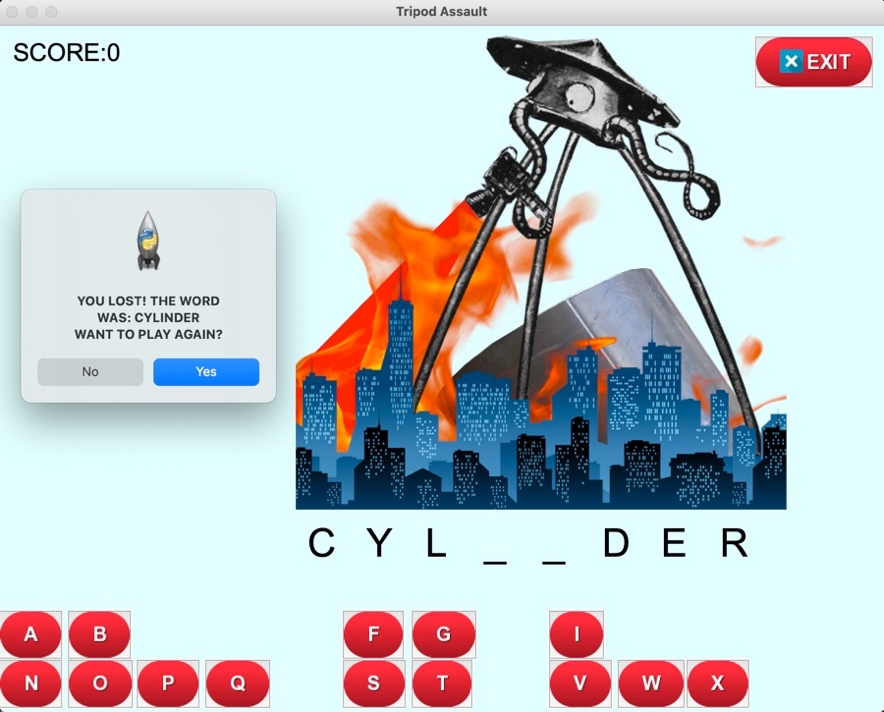 Tripod Assault
SCORE:0
EXIT
YOU LOST! THE WORD
WAS: CYLINDER
WANT TO PLAY AGAIN?
No Yes
C Y L _ _ D E R
A B F G I
N O P Q S T V W X